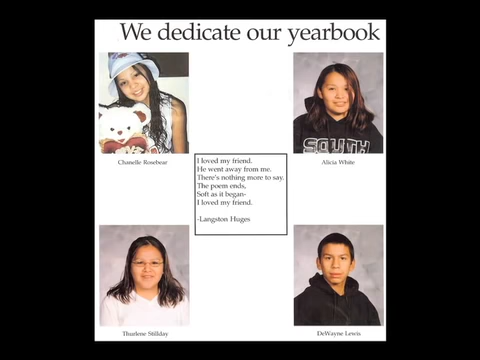 We dedicate our yearbook
Chanelle Rosebear
SOUTH
Alicia White
I loved my friend.
He went away from me.
There's nothing more to say.
The poem ends,
Soft as it began-
I loved my friend.
-Langston Huges
Thurlene Stillday
DeWayne Lewis